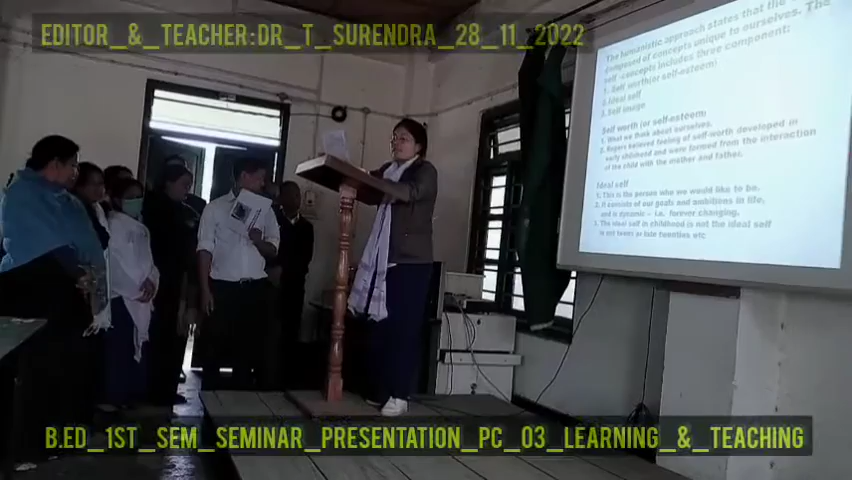 EDITOR_&_TEACHER:DR_T_SURENDRA_28_11_2022
The humanistic approach states that the
composed of concepts unique to ourselves. The
self -concepts includes three component:
1. Self worth(or self-esteem)
2. Ideal self
3. Self image
Self worth (or self-esteem)
1. What we think about ourselves.
2. Rogers believed feeling of self-worth developed in
early childhood and were formed from the interaction
of the child with the mother and father.
Ideal self
1. This is the person who we would like to be.
2. It consists of our goals and ambitions in life,
and is dynamic – i.e. forever changing.
3. The ideal self in childhood is not the ideal self
in our teens or late twenties etc
B.ED_1ST_SEM_SEMINAR_PRESENTATION_PC_03_LEARNING_&_TEACHING